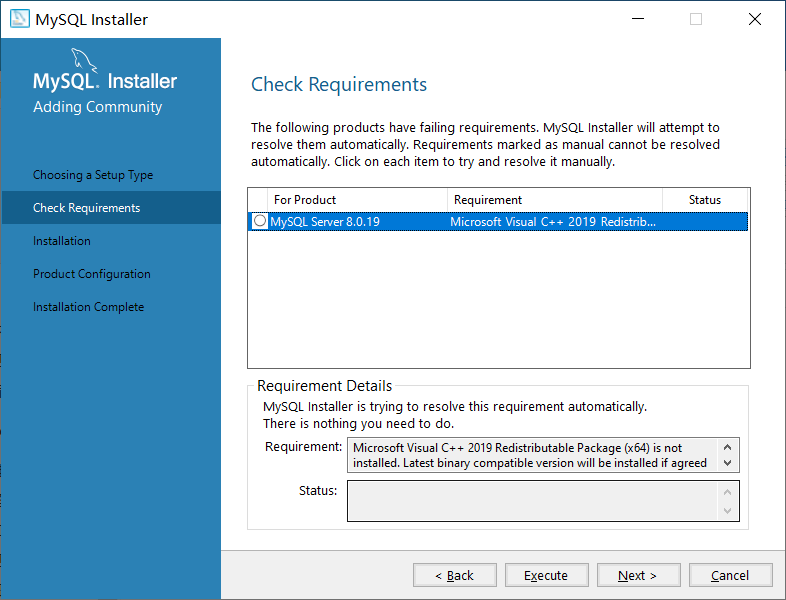 MySQL Installer
MySQL. Installer
Adding Community
Choosing a Setup Type
Check Requirements
Installation
Product Configuration
Installation Complete
Check Requirements
The following products have failing requirements. MySQL Installer will attempt to
resolve them automatically. Requirements marked as manual cannot be resolved
automatically. Click on each item to try and resolve it manually.
For Product Requirement Status
MySQL Server 8.0.19 Microsoft Visual C++ 2019 Redistrib...
Requirement Details
MySQL Installer is trying to resolve this requirement automatically.
There is nothing you need to do.
Requirement: Microsoft Visual C++ 2019 Redistributable Package (x64) is not
installed. Latest binary compatible version will be installed if agreed
Status:
< Back Execute Next > Cancel